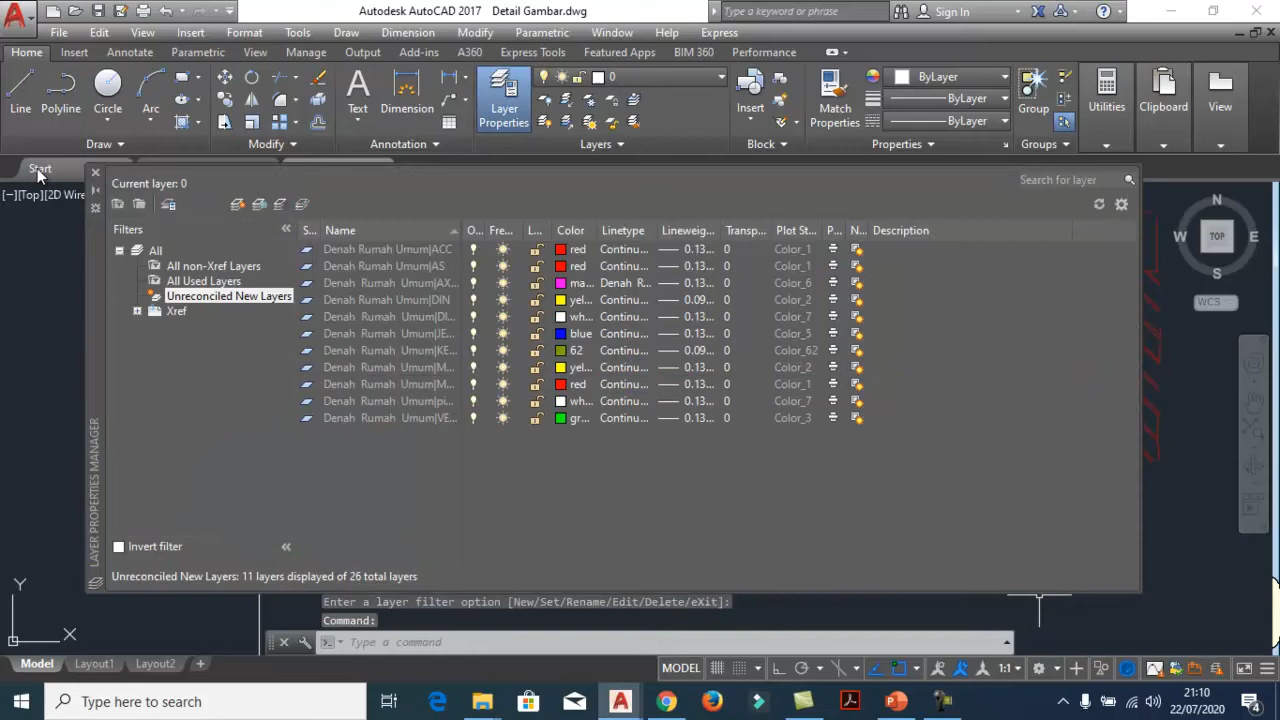 Autodesk AutoCAD 2017 Detail Gambar.dwg
Type a keyword or phrase
Sign In
File Edit View Insert Format Tools Draw Dimension Modify Parametric Window Help Express
Home Insert Annotate Parametric View Manage Output Add-ins A360 Express Tools Featured Apps BIM 360 Performance
0
ByLayer
ByLayer
ByLayer
Line Polyline Circle Arc Text Dimension Layer Properties Insert Match Properties Group Utilities Clipboard View
Draw Modify Annotation Layers Block Properties Groups
Start
[−][Top][2D Wire
Current layer: 0
Search for layer
Filters
S... Name O... Fre... L... Color Linetype Lineweig... Transp... Plot St... P... N... Description
All
All non-Xref Layers
All Used Layers
Unreconciled New Layers
Xref
Denah Rumah Umum|ACC red Continu... 0.13... 0 Color_1
Denah Rumah Umum|AS red Continu... 0.13... 0 Color_1
Denah Rumah Umum|AX... ma... Denah R... 0.13... 0 Color_6
Denah Rumah Umum|DIN yel... Continu... 0.09... 0 Color_2
Denah Rumah Umum|DI... wh... Continu... 0.13... 0 Color_7
Denah Rumah Umum|JE... blue Continu... 0.13... 0 Color_5
Denah Rumah Umum|KE... 62 Continu... 0.09... 0 Color_62
Denah Rumah Umum|M... yel... Continu... 0.13... 0 Color_2
Denah Rumah Umum|M... red Continu... 0.13... 0 Color_1
Denah Rumah Umum|pi... wh... Continu... 0.13... 0 Color_7
Denah Rumah Umum|VE... gr... Continu... 0.13... 0 Color_3
Invert filter
Unreconciled New Layers: 11 layers displayed of 26 total layers
LAYER PROPERTIES MANAGER
N
W TOP E
S
WCS
Y
X
Enter a layer filter option [New/Set/Rename/Edit/Delete/eXit]:
Command:
Type a command
Model Layout1 Layout2 +
MODEL 1:1
Type here to search
21:10
22/07/2020
4